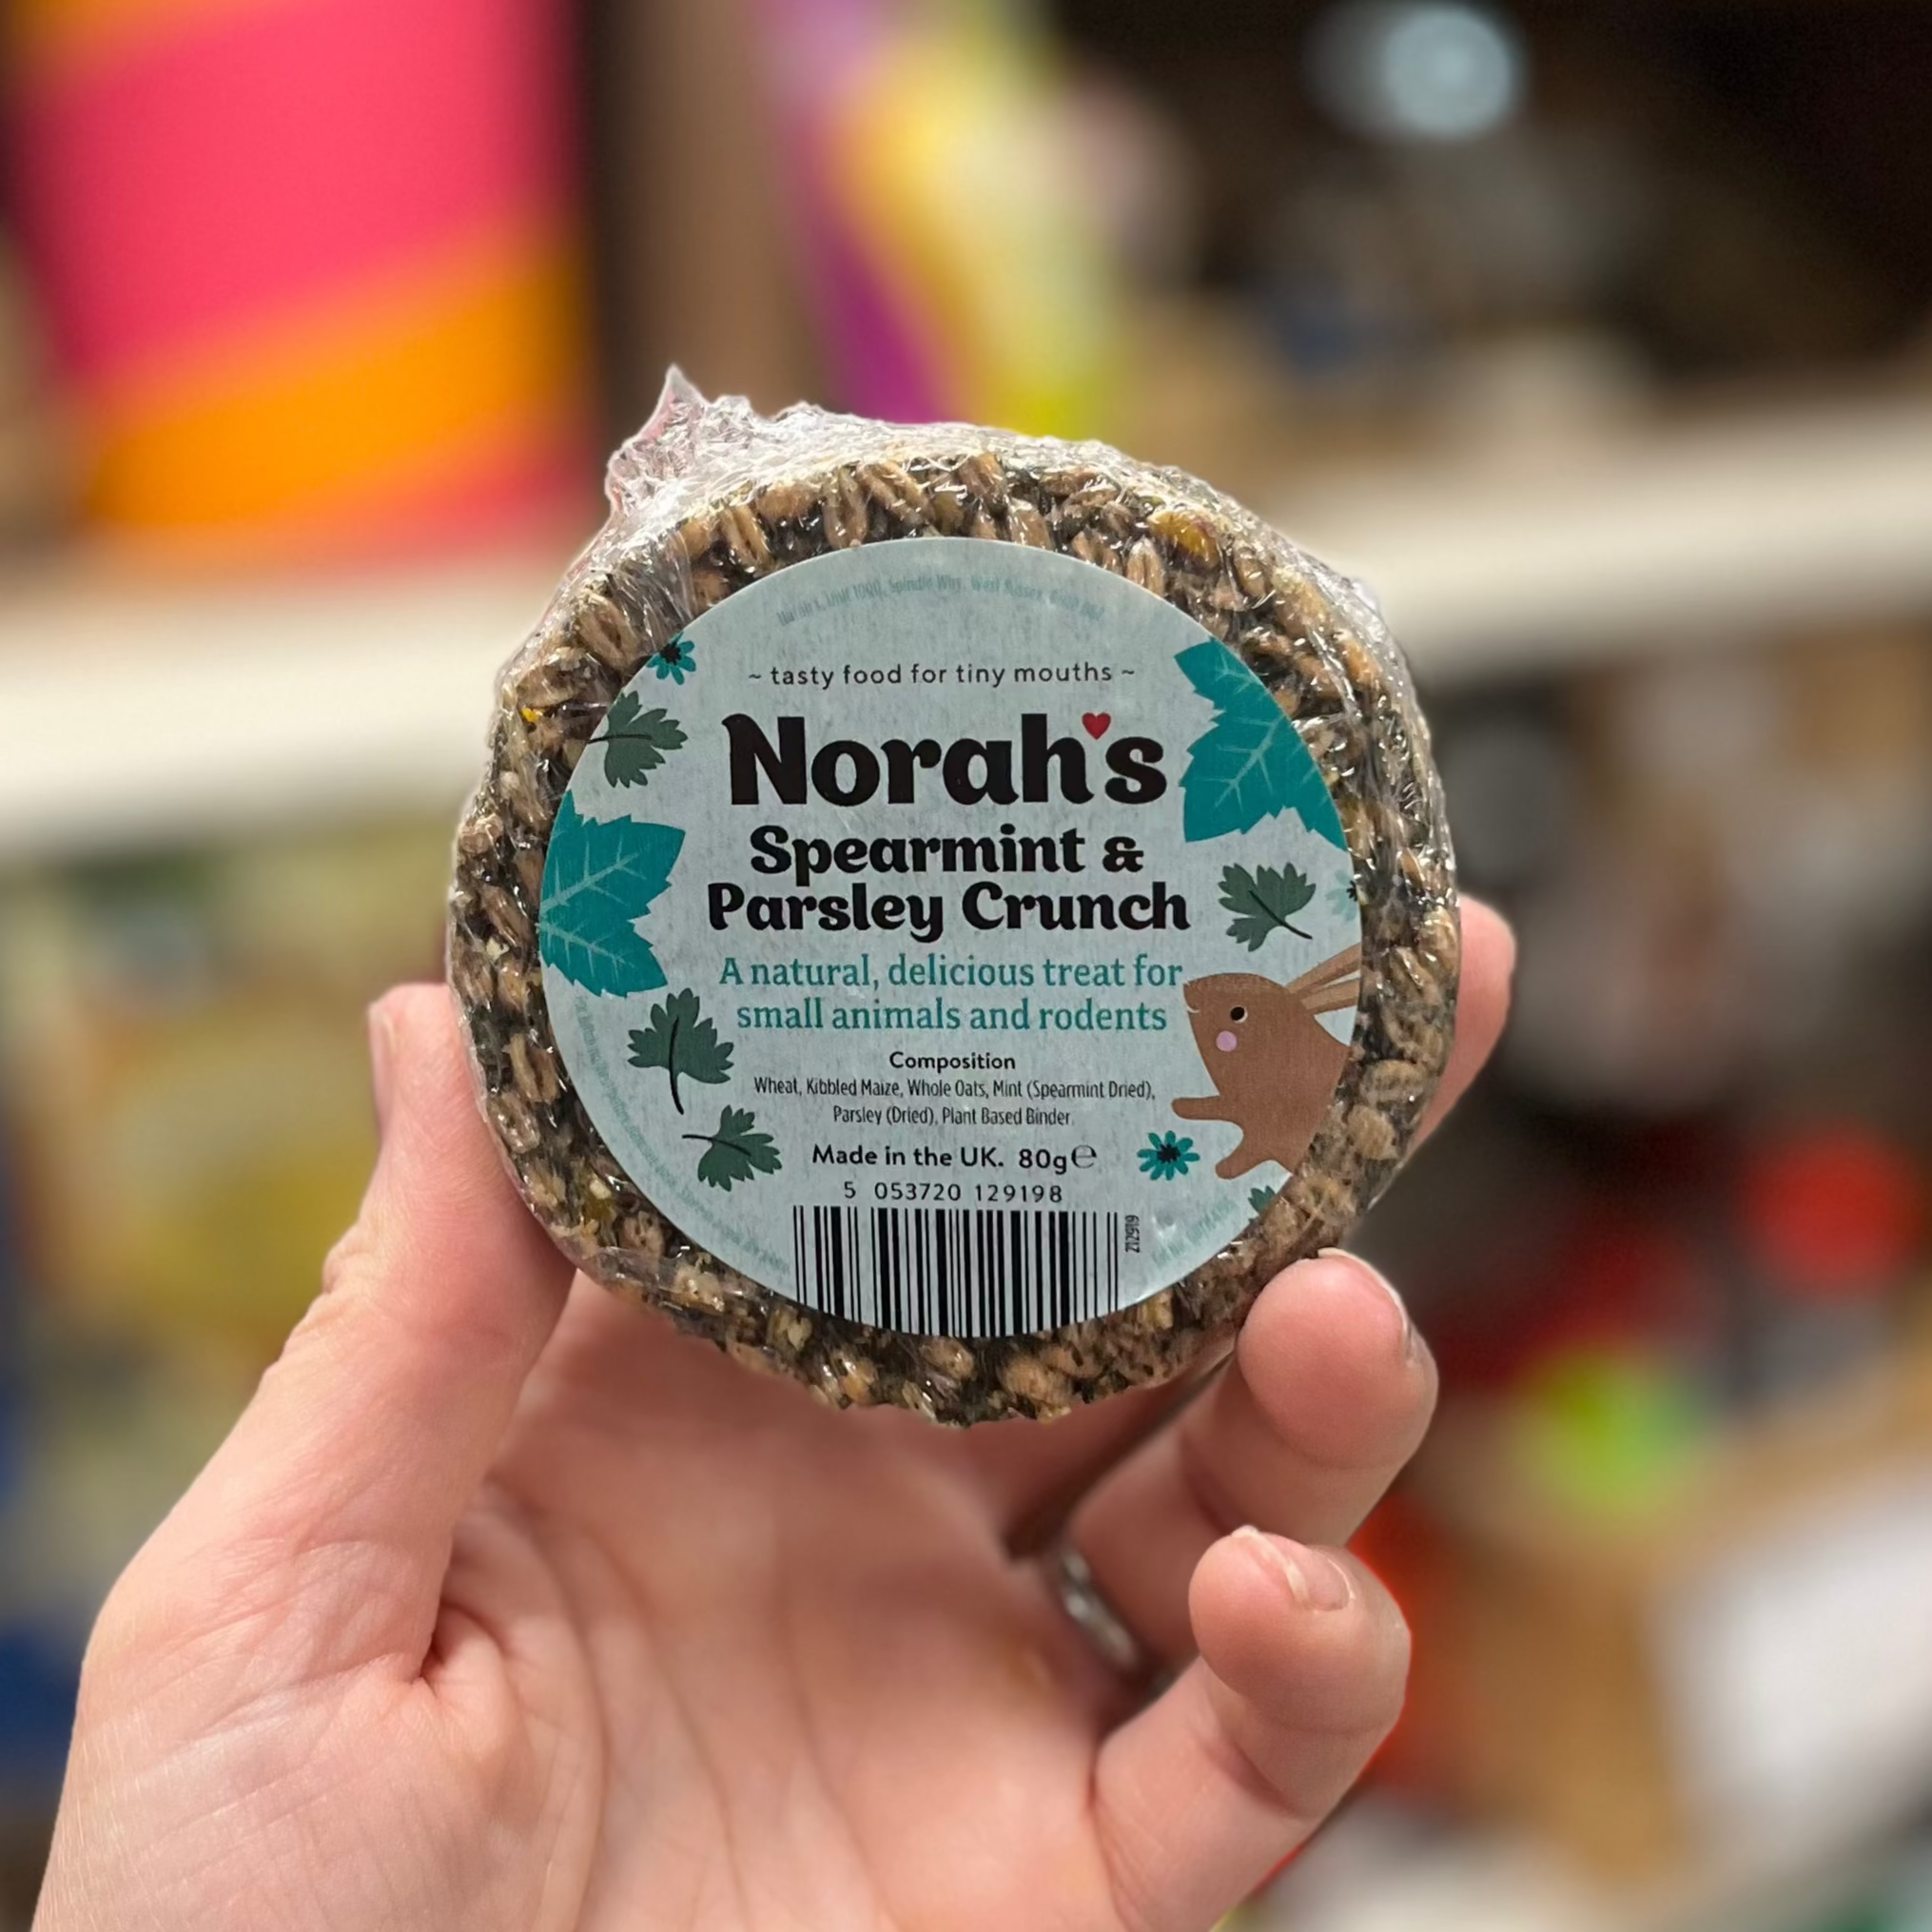 ~ tasty food for tiny mouths ~
Norah's
Spearmint &
Parsley Crunch
A natural, delicious treat for
small animals and rodents
Composition
Wheat, Kibbled Maize, Whole Oats, Mint (Spearmint Dried),
Parsley (Dried), Plant Based Binder
Made in the UK. 80g℮
5 053720 129198
212919